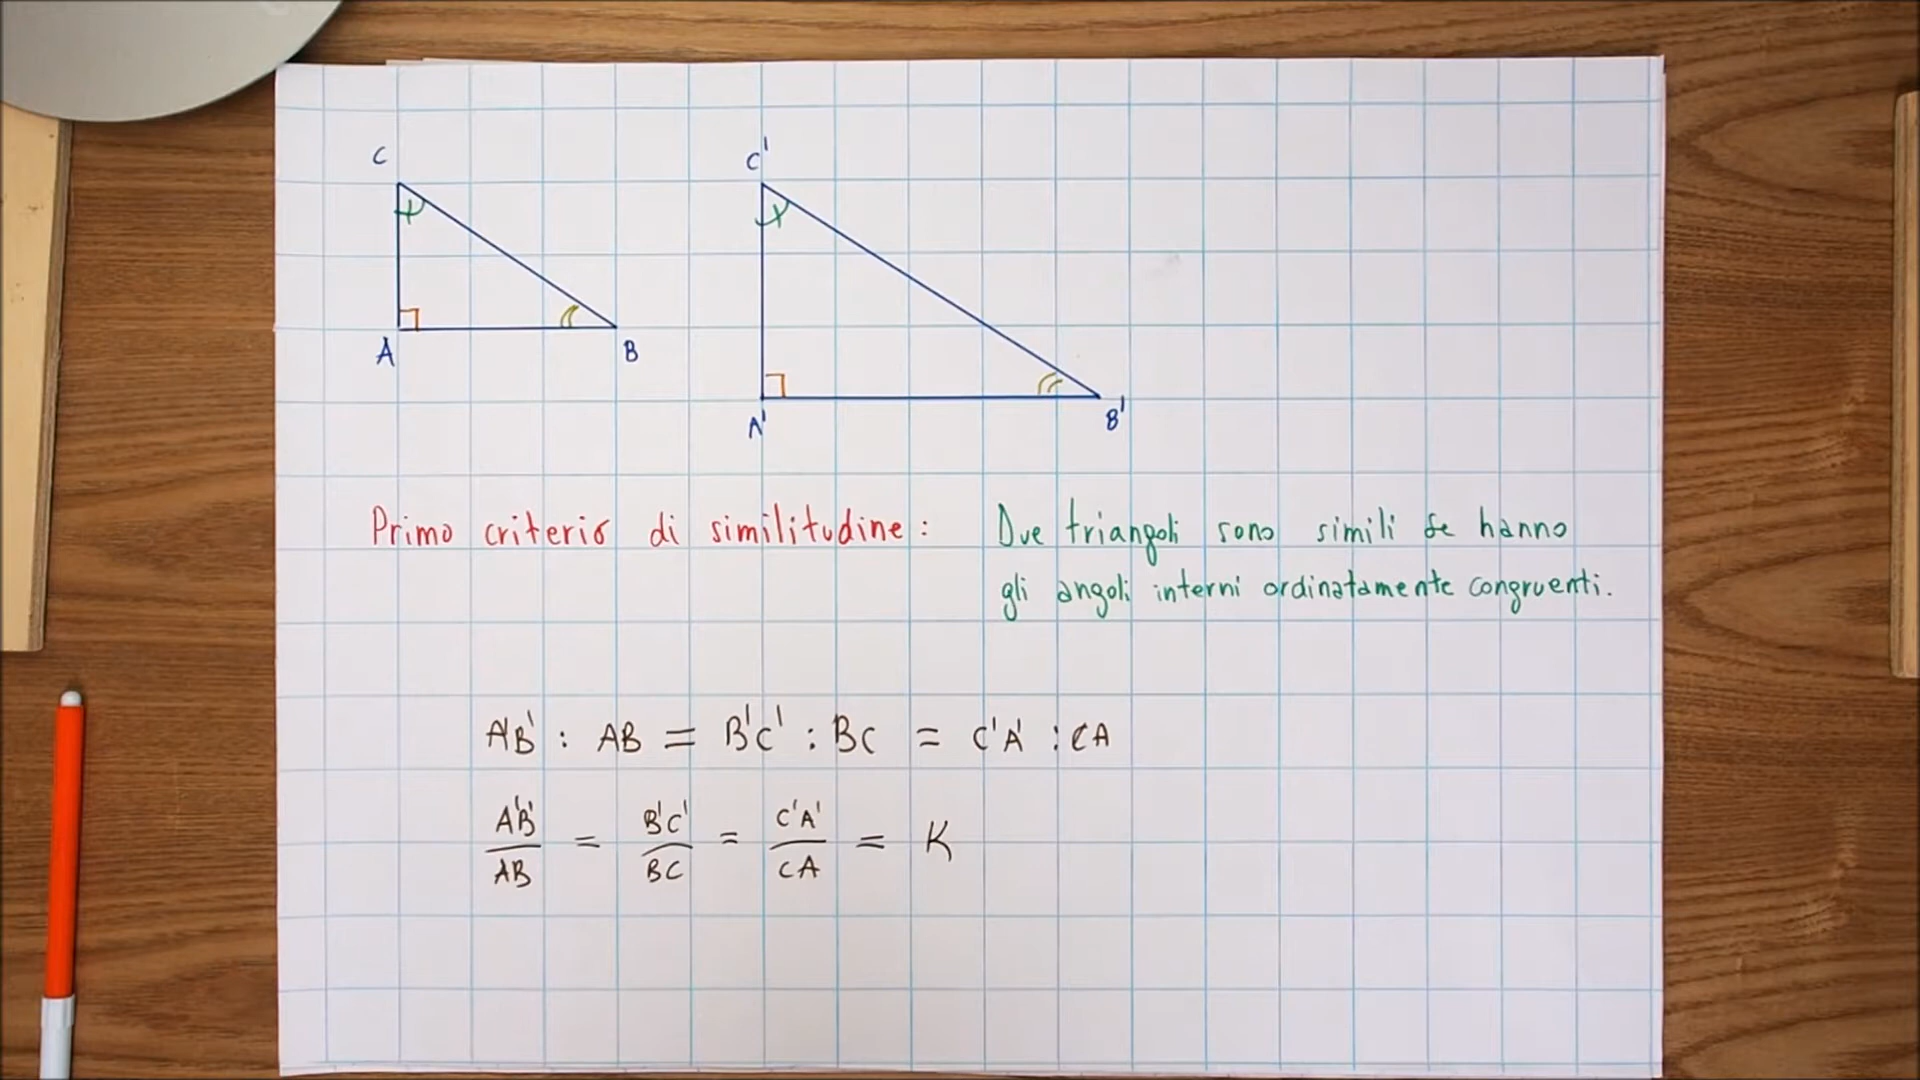 C C'
A B
A' B'
Primo criterio di similitudine: Due triangoli sono simili se hanno
gli angoli interni ordinatamente congruenti.
A'B' : AB = B'C' : BC = C'A' : CA
A'B'/AB = B'C'/BC = C'A'/CA = K